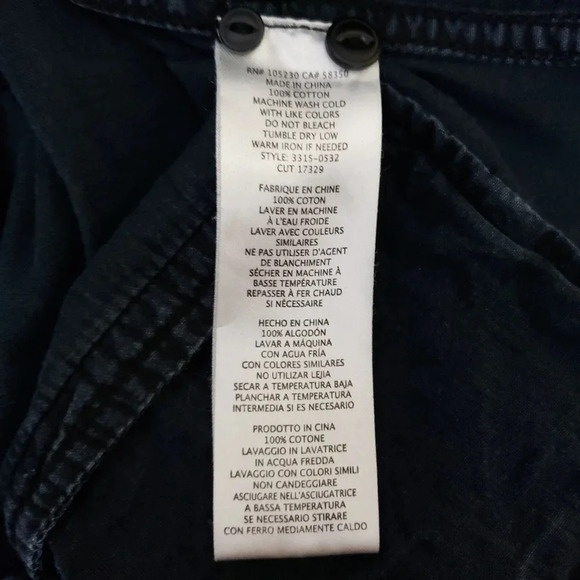 RN# 105230 CA# 58350
MADE IN CHINA
100% COTTON
MACHINE WASH COLD
WITH LIKE COLORS
DO NOT BLEACH
TUMBLE DRY LOW
WARM IRON IF NEEDED
STYLE: 3315-0532
CUT 17329
FABRIQUE EN CHINE
100% COTON
LAVER EN MACHINE
À L'EAU FROIDE
LAVER AVEC COULEURS
SIMILAIRES
NE PAS UTILISER D'AGENT
DE BLANCHIMENT
SÉCHER EN MACHINE À
BASSE TEMPÉRATURE
REPASSER À FER CHAUD
SI NÉCESSAIRE
HECHO EN CHINA
100% ALGODÓN
LAVAR A MÁQUINA
CON AGUA FRÍA
CON COLORES SIMILARES
NO UTILIZAR LEJIA
SECAR A TEMPERATURA BAJA
PLANCHAR A TEMPERATURA
INTERMEDIA SI ES NECESARIO
PRODOTTO IN CINA
100% COTONE
LAVAGGIO IN LAVATRICE
IN ACQUA FREDDA
LAVAGGIO CON COLORI SIMILI
NON CANDEGGIARE
ASCIUGARE NELL'ASCIUGATRICE
A BASSA TEMPERATURA
SE NECESSARIO STIRARE
CON FERRO MEDIAMENTE CALDO